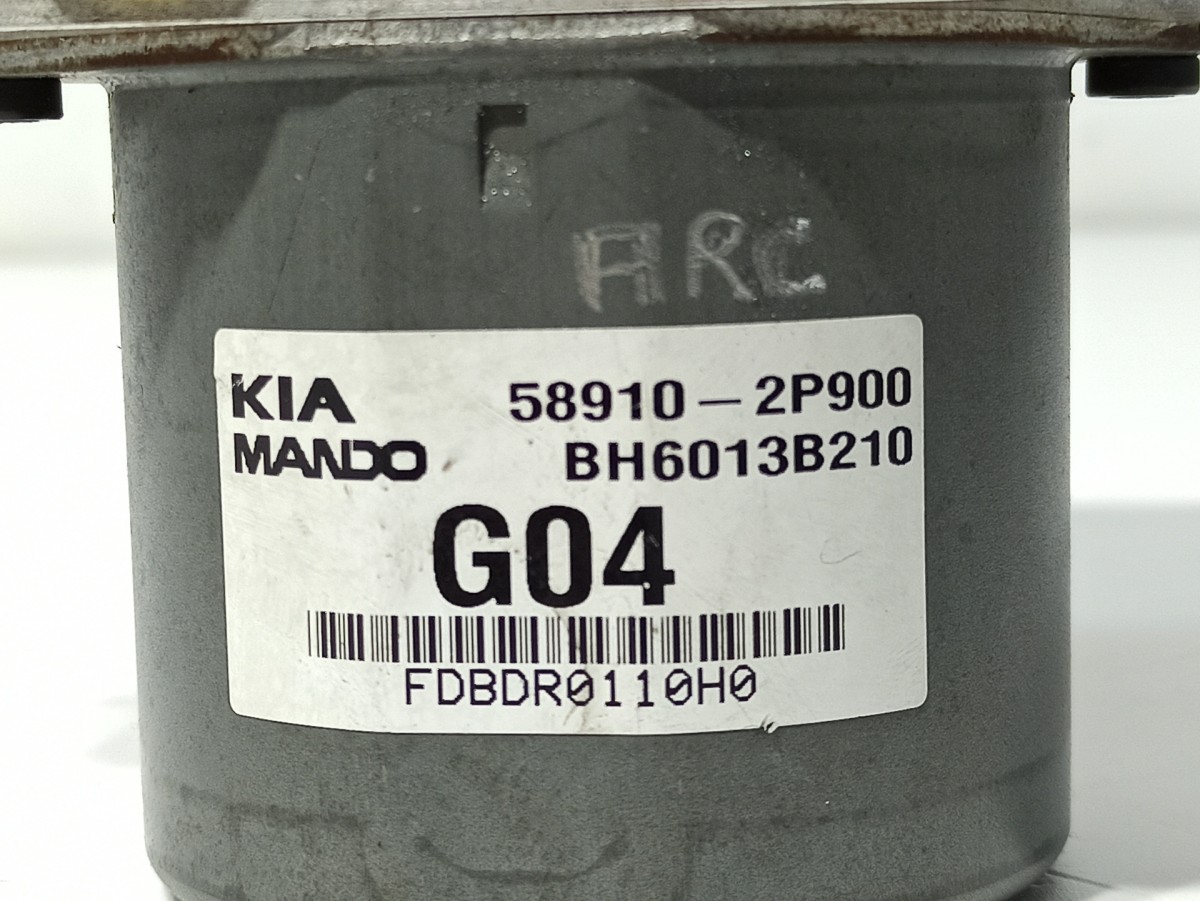 ARC
KIA 58910-2P900
MANDO BH6013B210
G04
FDBDR0110H0